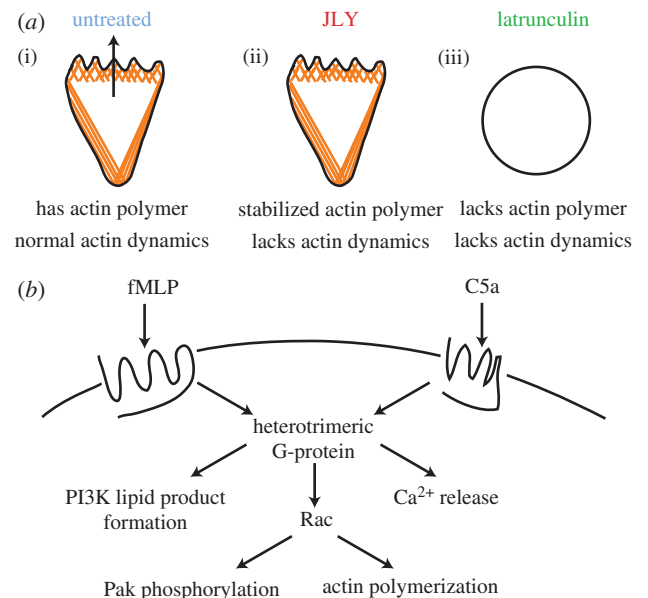 (a)
untreated
JLY
latrunculin
(i)
(ii)
(iii)
has actin polymer
normal actin dynamics
stabilized actin polymer
lacks actin dynamics
lacks actin polymer
lacks actin dynamics
(b)
fMLP
C5a
heterotrimeric
G-protein
PI3K lipid product
formation
Ca²⁺ release
Rac
Pak phosphorylation
actin polymerization